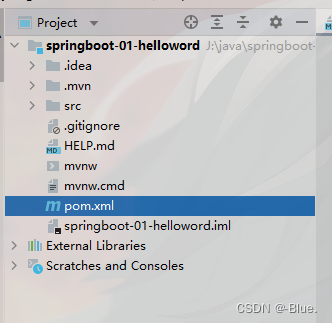 Project
springboot-01-helloword J:\java\springboot-
.idea
.mvn
src
.gitignore
HELP.md
mvnw
mvnw.cmd
pom.xml
springboot-01-helloword.iml
External Libraries
Scratches and Consoles
CSDN @-Blue.